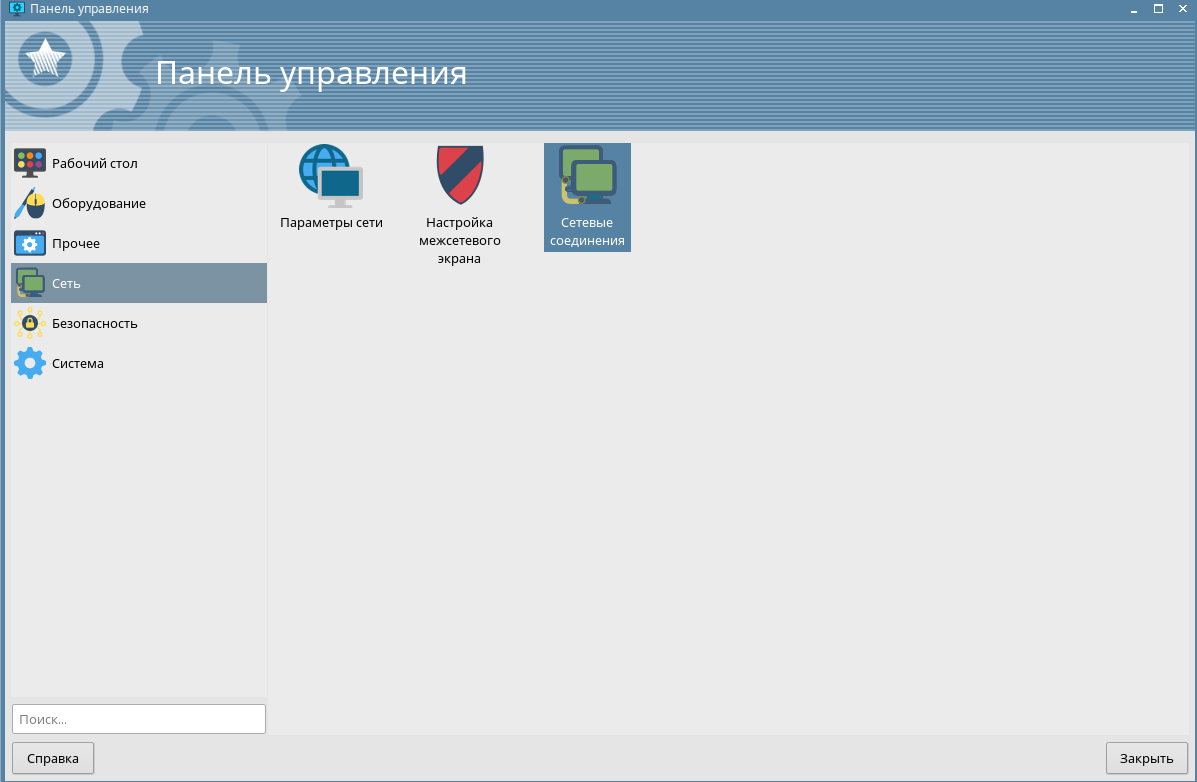 Панель управления
Панель управления
Рабочий стол
Оборудование
Прочее
Сеть
Безопасность
Система
Параметры сети
Настройка
межсетевого
экрана
Сетевые
соединения
Поиск...
Справка
Закрыть